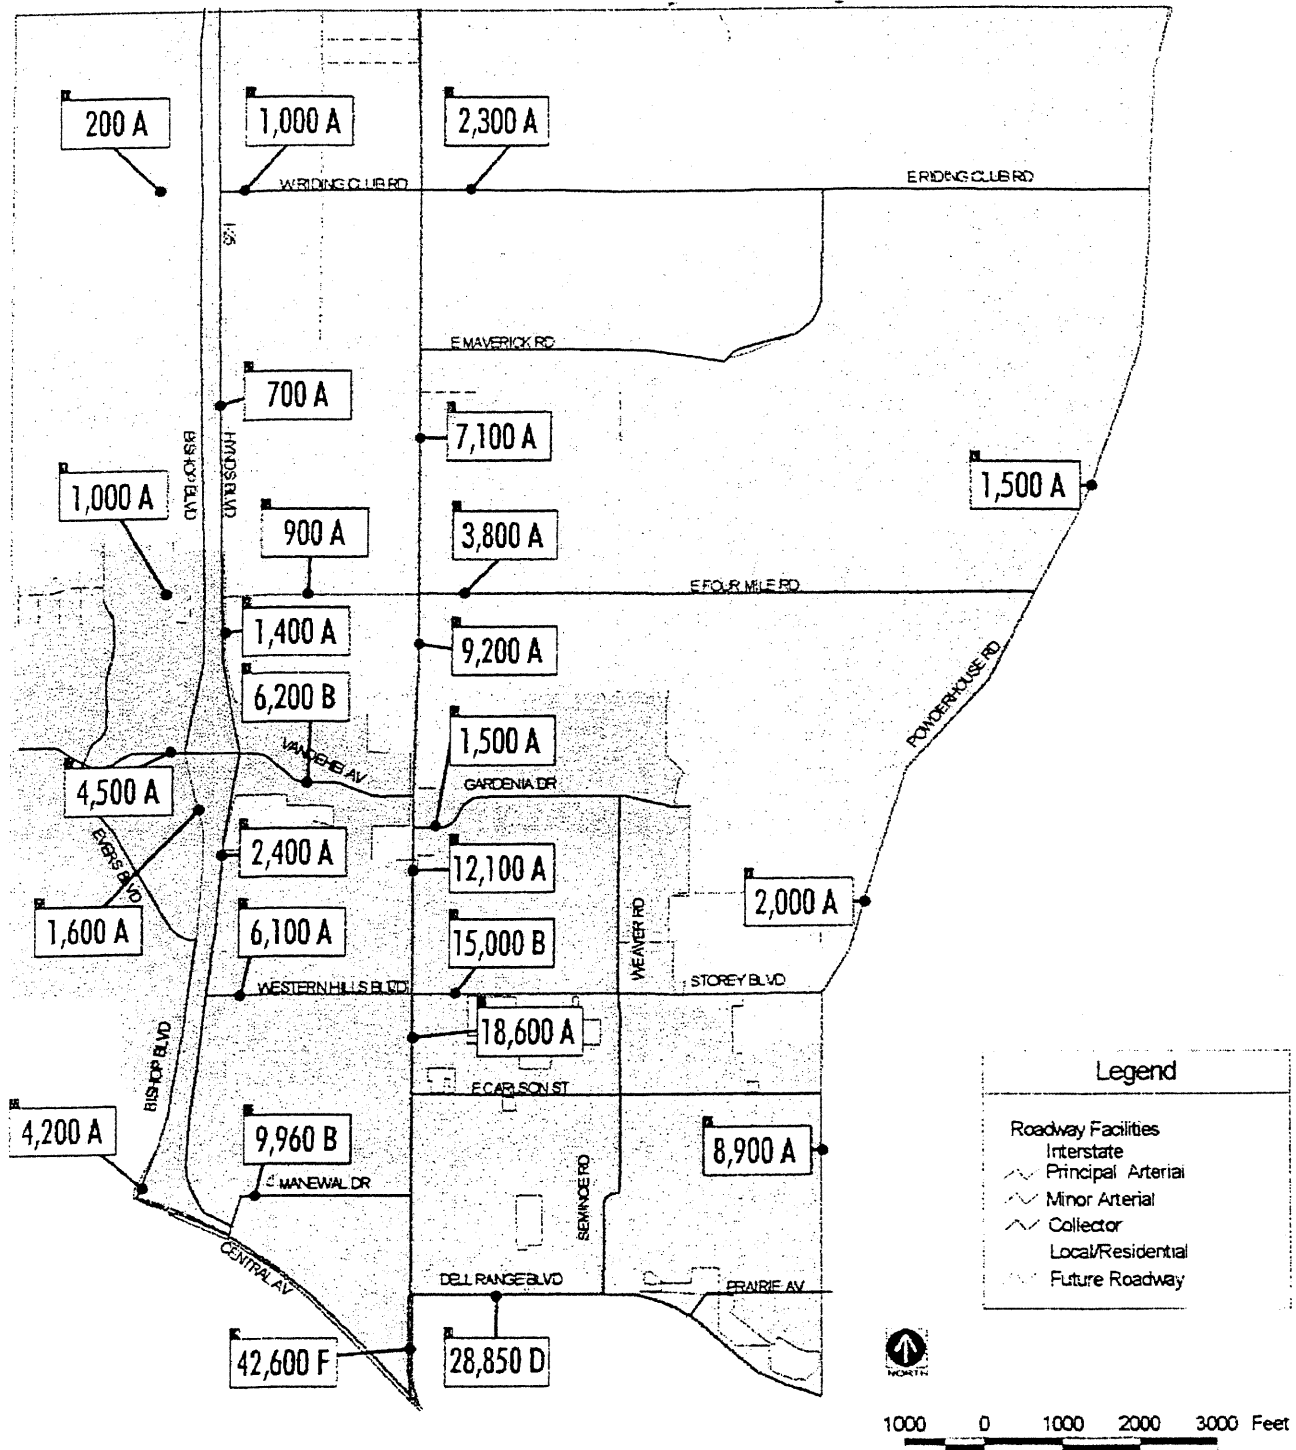 200 A
1,000 A
2,300 A
W RIDING CLUB RD
E RIDING CLUB RD
I-25
E MAVERICK RD
700 A
7,100 A
BISHOP BLVD
HYNDS BLVD
1,000 A
1,500 A
900 A
3,800 A
E FOUR MILE RD
1,400 A
9,200 A
6,200 B
POWDERHOUSE RD
1,500 A
VANDEHEI AV
GARDENIA DR
4,500 A
EVERS BLVD
2,400 A
12,100 A
2,000 A
1,600 A
6,100 A
15,000 B
WEAVER RD
WESTERN HILLS BLVD
STOREY BLVD
18,600 A
BISHOP BLVD
E CARLSON ST
4,200 A
9,960 B
8,900 A
MANEWAL DR
SEMINOE RD
CENTRAL AV
DELL RANGE BLVD
PRAIRIE AV
42,600 F
28,850 D
Legend
Roadway Facilities
Interstate
Principal Arterial
Minor Arterial
Collector
Local/Residential
Future Roadway
NORTH
1000 0 1000 2000 3000 Feet